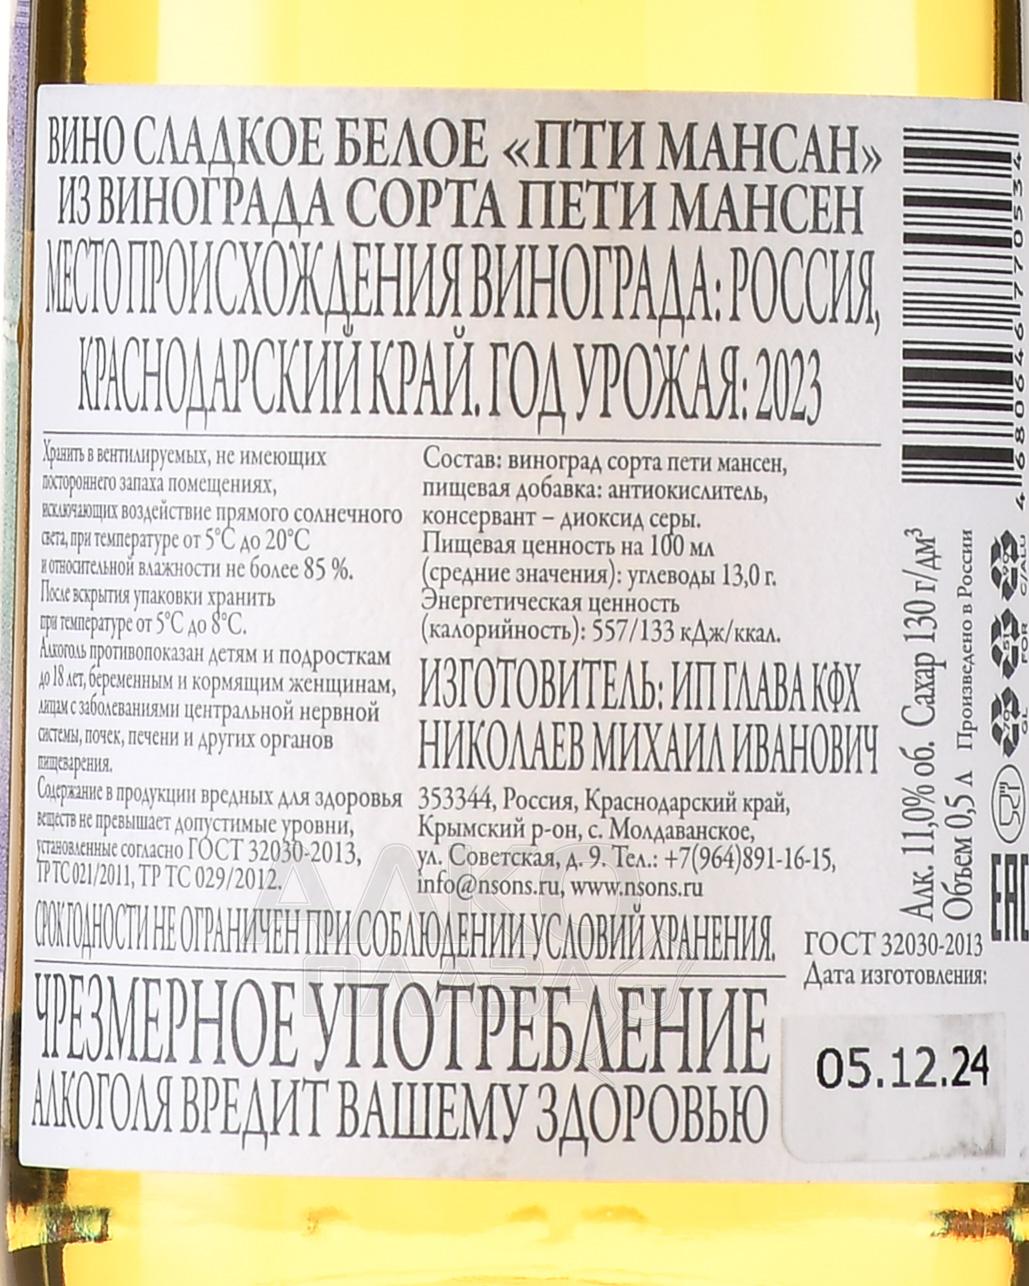 ВИНО СЛАДКОЕ БЕЛОЕ «ПТИ МАНСАН»
ИЗ ВИНОГРАДА СОРТА ПЕТИ МАНСЕН
МЕСТО ПРОИСХОЖДЕНИЯ ВИНОГРАДА: РОССИЯ,
КРАСНОДАРСКИЙ КРАЙ. ГОД УРОЖАЯ: 2023
Хранить в вентилируемых, не имеющих
постороннего запаха помещениях,
исключающих воздействие прямого солнечного
света, при температуре от 5°С до 20°С
и относительной влажности не более 85 %.
После вскрытия упаковки хранить
при температуре от 5°С до 8°С.
Алкоголь противопоказан детям и подросткам
до 18 лет, беременным и кормящим женщинам,
лицам с заболеваниями центральной нервной
системы, почек, печени и других органов
пищеварения.
Содержание в продукции вредных для здоровья
веществ не превышает допустимые уровни,
установленные согласно ГОСТ 32030-2013,
ТР ТС 021/2011, ТР ТС 029/2012.
Состав: виноград сорта пети мансен,
пищевая добавка: антиокислитель,
консервант – диоксид серы.
Пищевая ценность на 100 мл
(средние значения): углеводы 13,0 г.
Энергетическая ценность
(калорийность): 557/133 кДж/ккал.
ИЗГОТОВИТЕЛЬ: ИП ГЛАВА КФХ
НИКОЛАЕВ МИХАИЛ ИВАНОВИЧ
353344, Россия, Краснодарский край,
Крымский р-он, с. Молдаванское,
ул. Советская, д. 9. Тел.: +7(964)891-16-15,
info@nsons.ru, www.nsons.ru
СРОК ГОДНОСТИ НЕ ОГРАНИЧЕН ПРИ СОБЛЮДЕНИИ УСЛОВИЙ ХРАНЕНИЯ.
ЧРЕЗМЕРНОЕ УПОТРЕБЛЕНИЕ
АЛКОГОЛЯ ВРЕДИТ ВАШЕМУ ЗДОРОВЬЮ
4 680646 770534
Алк. 11,0% об. Сахар 130 г/дм³
Объем 0,5 л Произведено в России
C/ALU
FOR
GL
EAC
ГОСТ 32030-2013
Дата изготовления:
05.12.24
АЛКО
ПЛАЗА